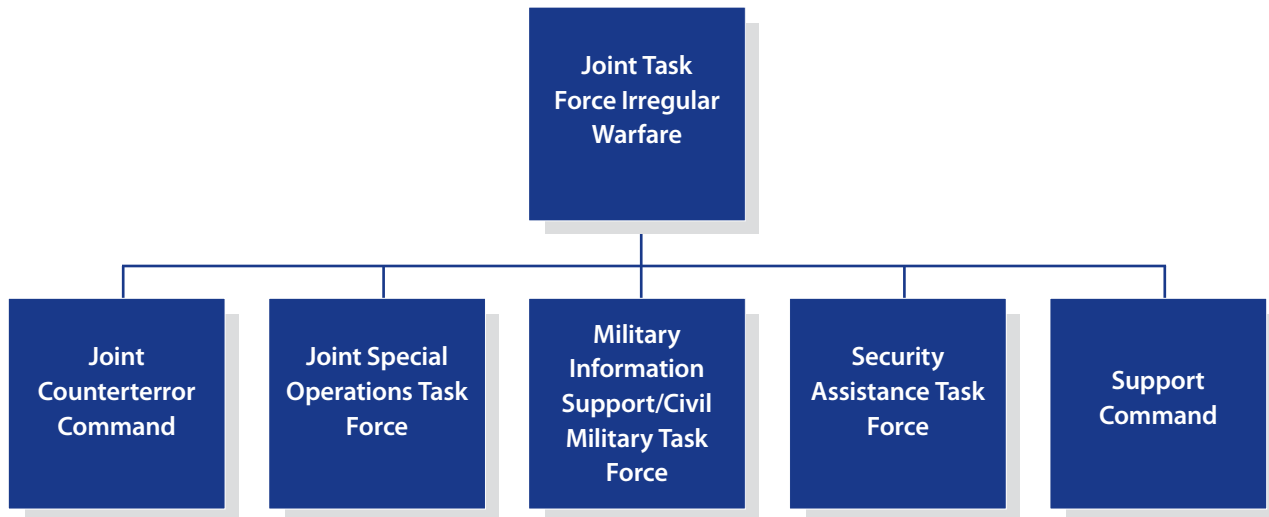 Joint Task
Force Irregular
Warfare
Joint
Counterterror
Command
Joint Special
Operations Task
Force
Military
Information
Support/Civil
Military Task
Force
Security
Assistance Task
Force
Support
Command